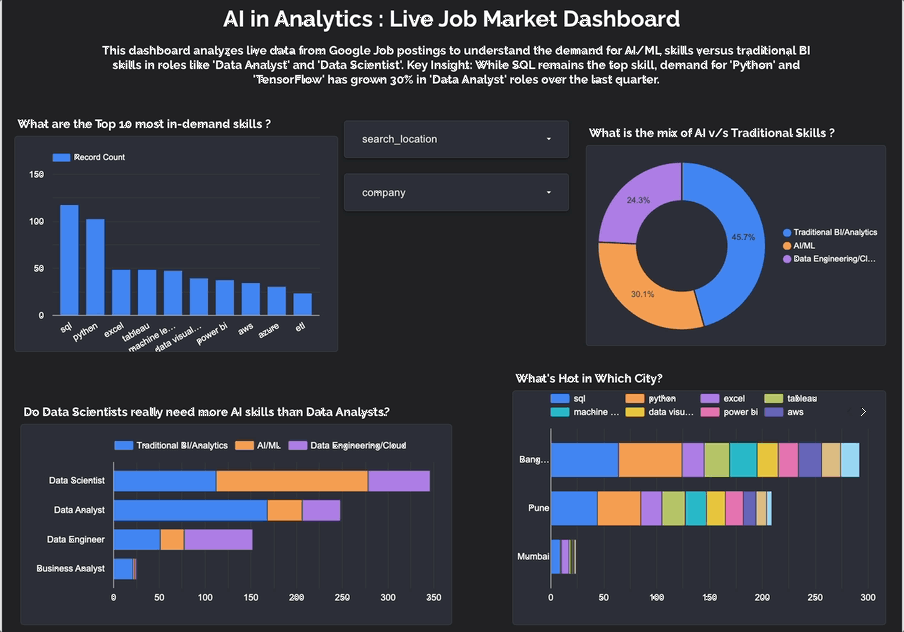 AI in Analytics : Live Job Market Dashboard
This dashboard analyzes live data from Google Job postings to understand the demand for AI/ML skills versus traditional BI
skills in roles like 'Data Analyst' and 'Data Scientist'. Key Insight: While SQL remains the top skill, demand for 'Python' and
'TensorFlow' has grown 30% in 'Data Analyst' roles over the last quarter.
What are the Top 10 most in-demand skills ?
Record Count
150
100
50
0
sql
python
excel
tableau
machine le...
data visual...
power bi
aws
azure
etl
search_location
company
What is the mix of AI v/s Traditional Skills ?
24.3%
45.7%
30.1%
Traditional BI/Analytics
AI/ML
Data Engineering/Cl...
Do Data Scientists really need more AI skills than Data Analysts?
Traditional BI/Analytics AI/ML Data Engineering/Cloud
Data Scientist
Data Analyst
Data Engineer
Business Analyst
0 50 100 150 200 250 300 350
What's Hot in Which City?
sql python excel tableau
machine ... data visu... power bi aws
Bang...
Pune
Mumbai
0 50 100 150 200 250 300